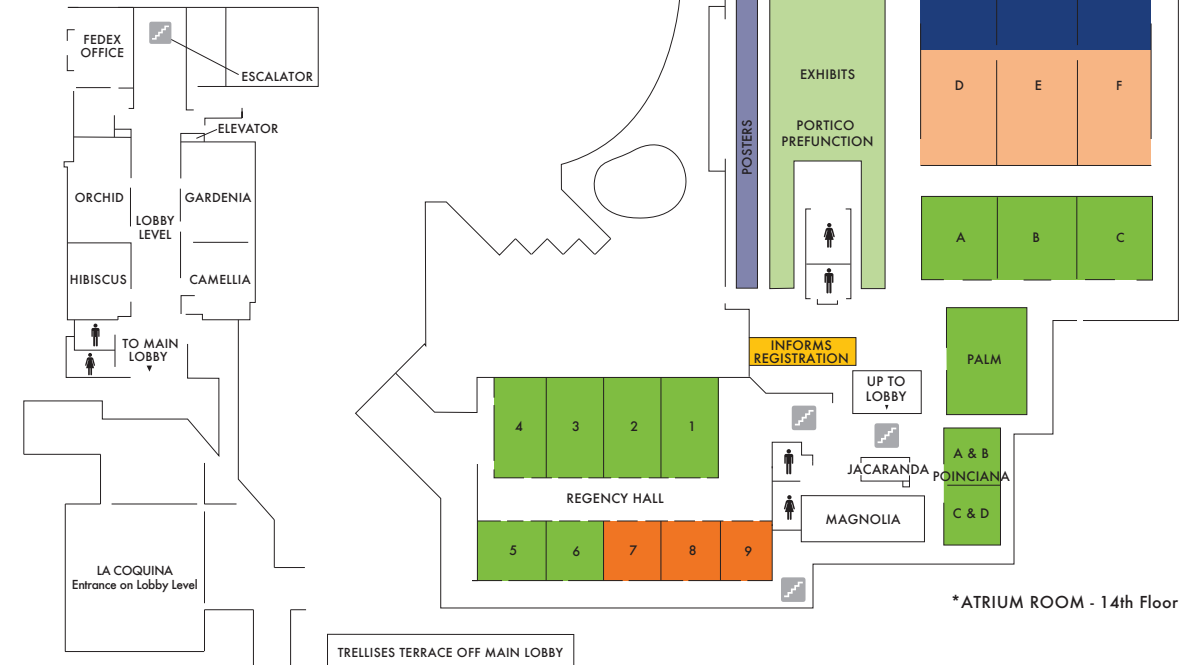 FEDEX
OFFICE
ESCALATOR
ELEVATOR
ORCHID
GARDENIA
LOBBY
LEVEL
HIBISCUS
CAMELLIA
TO MAIN
LOBBY
LA COQUINA
Entrance on Lobby Level
TRELLISES TERRACE OFF MAIN LOBBY
POSTERS
EXHIBITS
PORTICO
PREFUNCTION
D
E
F
A
B
C
INFORMS
REGISTRATION
PALM
UP TO
LOBBY
4
3
2
1
REGENCY HALL
5
6
7
8
9
JACARANDA
MAGNOLIA
A & B
POINCIANA
C & D
*ATRIUM ROOM - 14th Floor